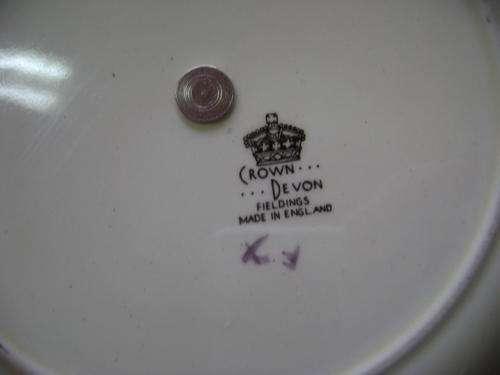 CROWN...
...DEVON
FIELDINGS
MADE IN ENGLAND